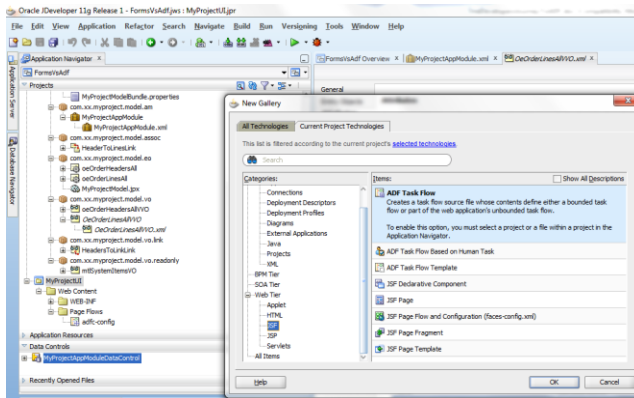 Oracle JDeveloper 11g Release 1 - FormsVsAdf.jws : MyProjectUI.jpr
File Edit View Application Refactor Search Navigate Build Run Versioning Tools Window Help
Application Navigator
FormsVsAdf Overview
MyProjectAppModule.xml
OeOrderLinesAllVO.xml
FormsVsAdf
Projects
General
MyProjectModelBundle.properties
com.xx.myproject.model.am
MyProjectAppModule
MyProjectAppModule.xml
com.xx.myproject.model.assoc
HeaderToLinesLink
com.xx.myproject.model.eo
oeOrderHeadersAll
oeOrderLinesAll
MyProjectModel.jpx
com.xx.myproject.model.vo
oeOrderHeadersAllVO
OeOrderLinesAllVO
OeOrderLinesAllVO.xml
com.xx.myproject.model.vo.link
HeadersToLinkLink
com.xx.myproject.model.vo.readonly
mtlSystemItemsVO
MyProjectUI
Web Content
WEB-INF
Page Flows
adfc-config
Application Resources
Data Controls
MyProjectAppModuleDataControl
Recently Opened Files
Application Server
Database Navigator
New Gallery
All Technologies
Current Project Technologies
This list is filtered according to the current project's selected technologies.
Search
Categories:
Connections
Deployment Descriptors
Deployment Profiles
Diagrams
External Applications
Java
Projects
XML
BPM Tier
SOA Tier
Web Tier
Applet
HTML
JSF
JSP
Servlets
All Items
Items:
Show All Descriptions
ADF Task Flow
Creates a task flow source file whose contents define either a bounded task
flow or part of the web application's unbounded task flow.
To enable this option, you must select a project or a file within a project in the
Application Navigator.
ADF Task Flow Based on Human Task
ADF Task Flow Template
JSF Declarative Component
JSF Page
JSF Page Flow and Configuration (faces-config.xml)
JSF Page Fragment
JSF Page Template
Help
OK
Cancel